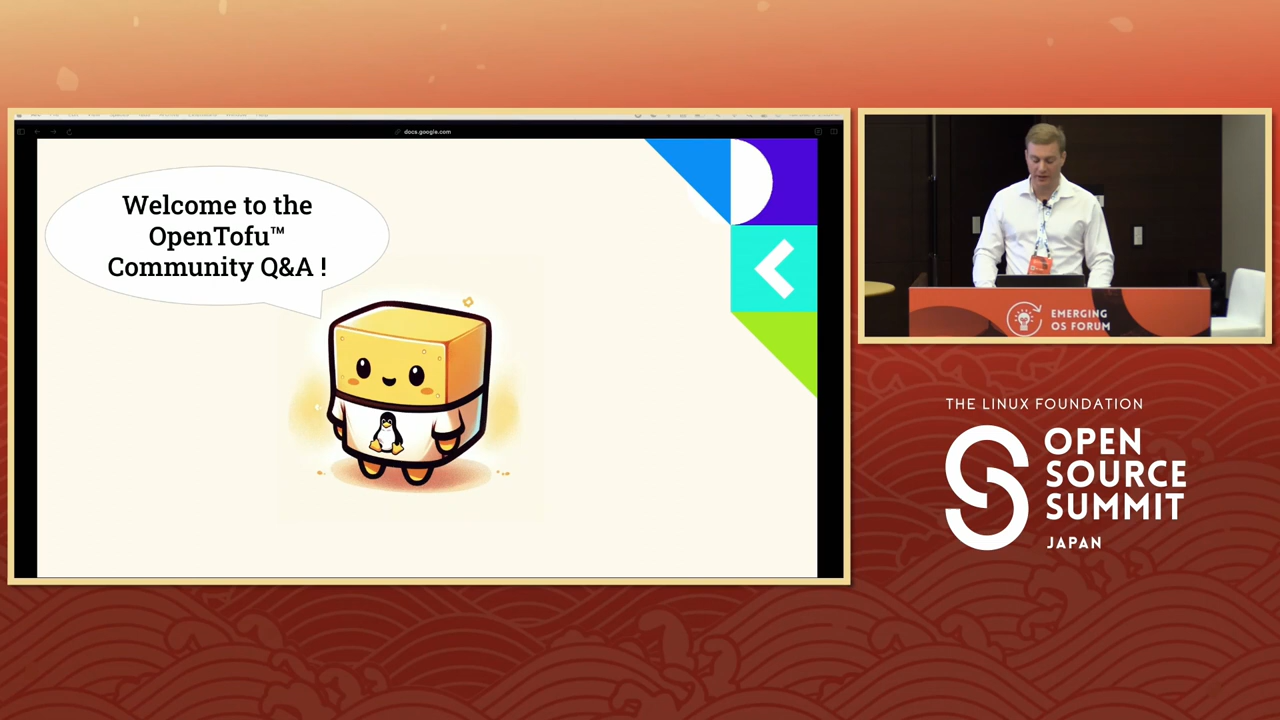 docs.google.com
Welcome to the
OpenTofu™
Community Q&A !
EMERGING
OS FORUM
THE LINUX FOUNDATION
OPEN
SOURCE
SUMMIT
JAPAN